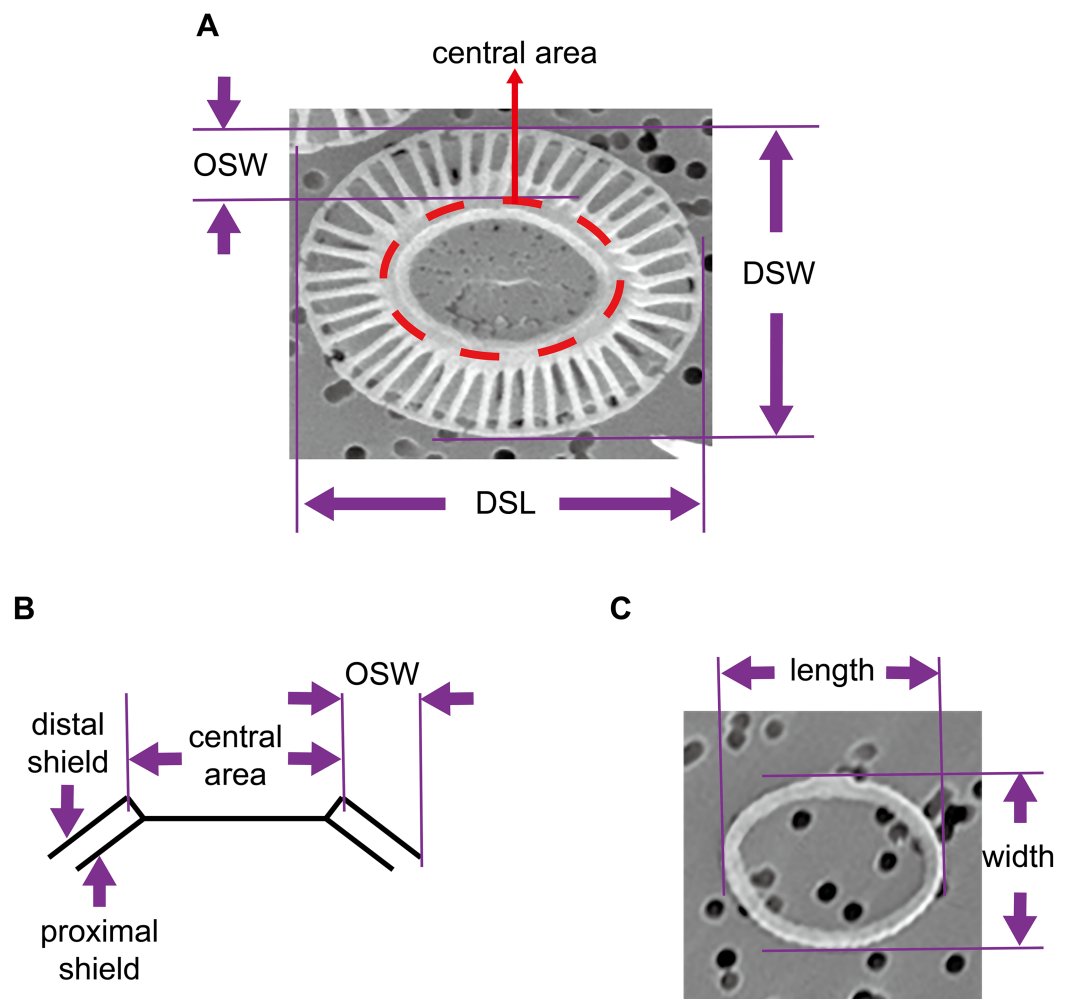 A
central area
OSW
DSW
DSL
B
OSW
distal
shield
central
area
proximal
shield
C
length
width